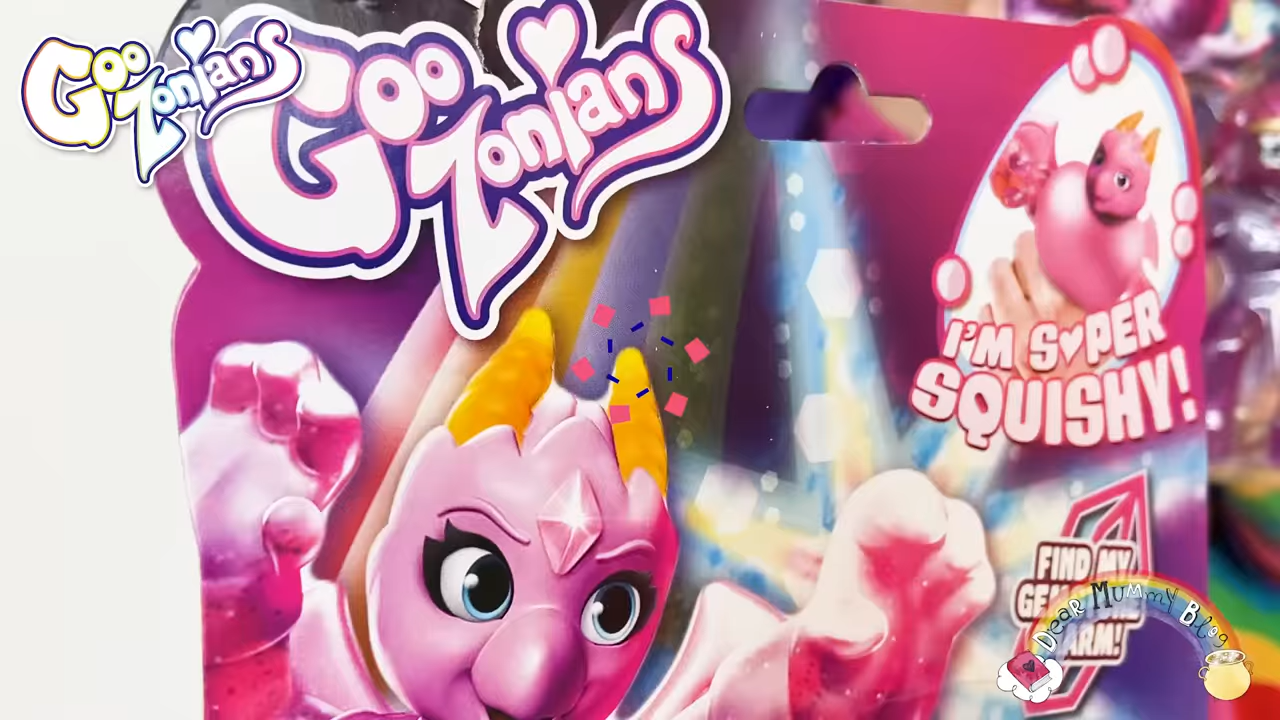 Goo
Zonians
Goo
Zonians
I'M SUPER
SQUISHY!
FIND MY
DEAR MUMMY BLOG